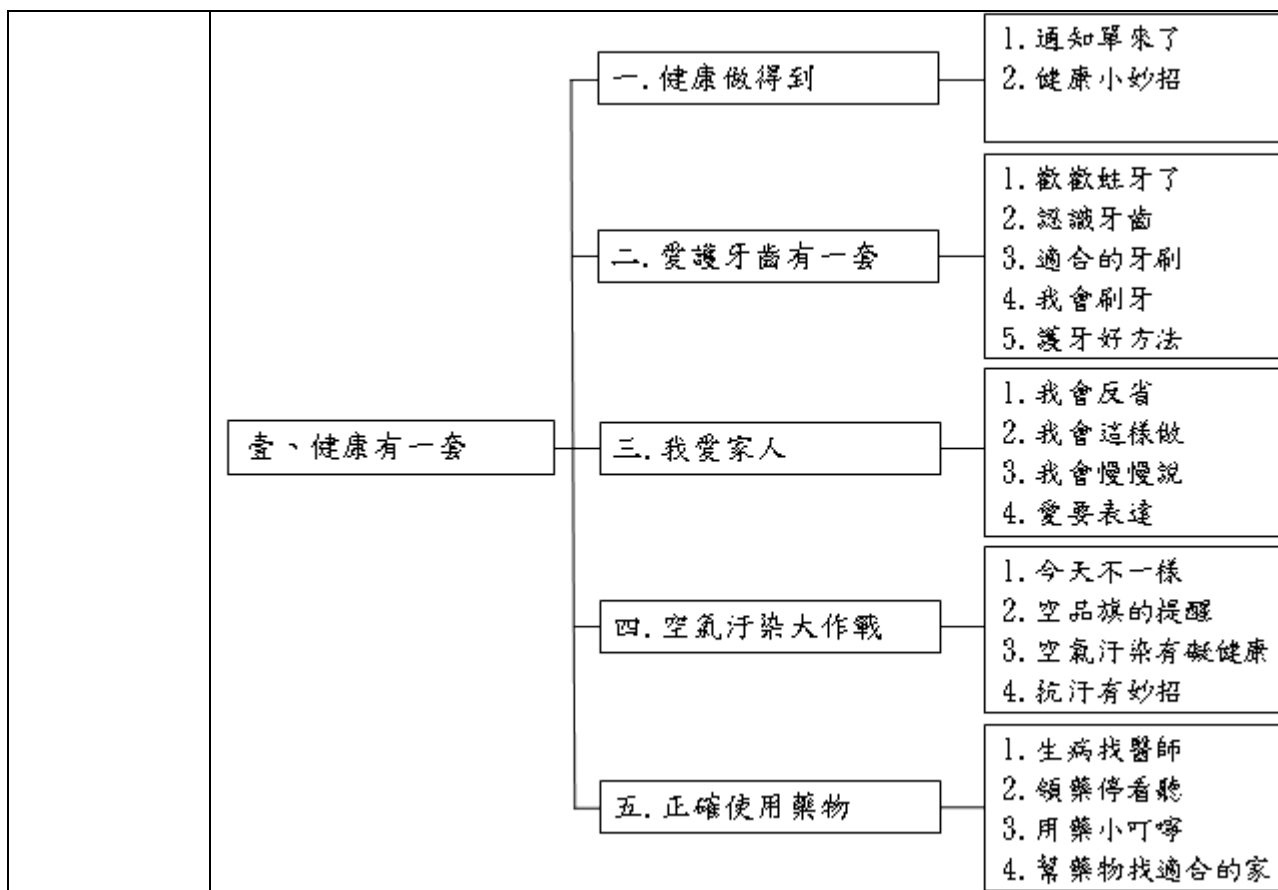 壹、健康有一套
一.健康做得到
1.通知單來了
2.健康小妙招
二.愛護牙齒有一套
1.歡歡蛀牙了
2.認識牙齒
3.適合的牙刷
4.我會刷牙
5.護牙好方法
三.我愛家人
1.我會反省
2.我會這樣做
3.我會慢慢說
4.愛要表達
四.空氣汙染大作戰
1.今天不一樣
2.空品旗的提醒
3.空氣汙染有礙健康
4.抗汙有妙招
五.正確使用藥物
1.生病找醫師
2.領藥停看聽
3.用藥小叮嚀
4.幫藥物找適合的家